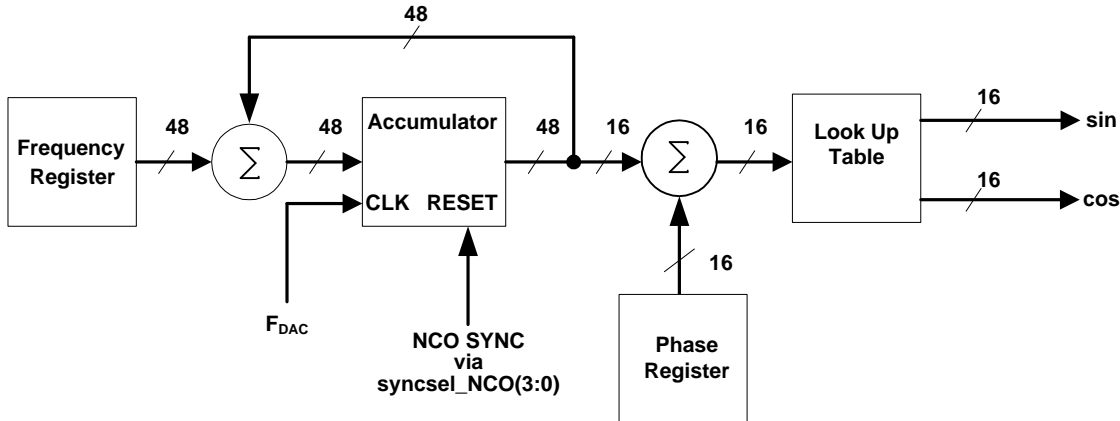 48
Frequency
Register
48
Σ
48
Accumulator
CLK RESET
48
16
Σ
16
Look Up
Table
16
sin
16
cos
16
F_DAC
NCO SYNC
via
syncsel_NCO(3:0)
Phase
Register